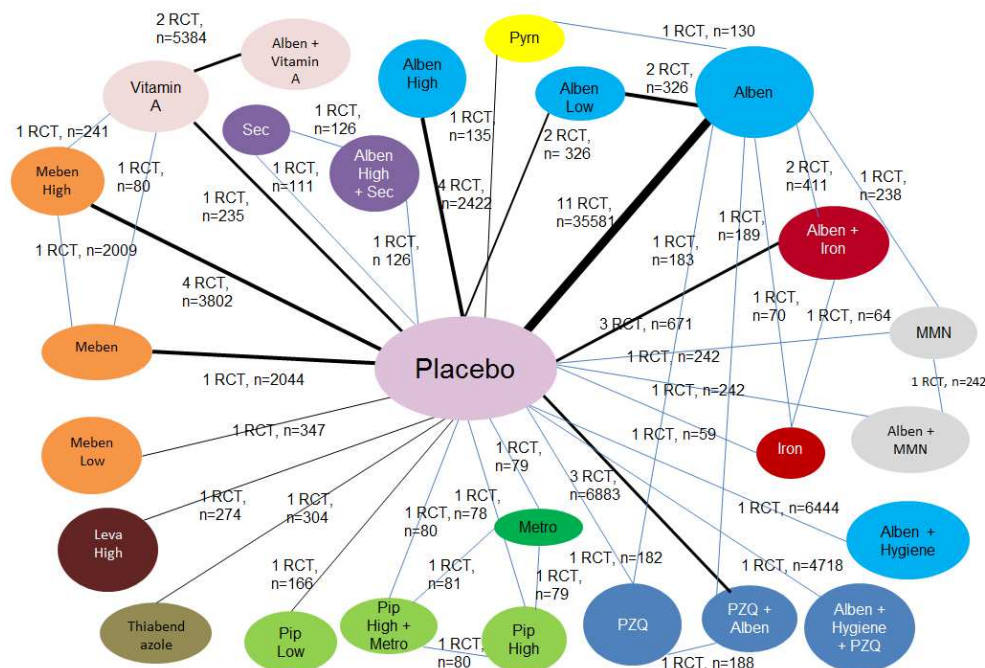 2 RCT,
n=5384
Alben +
Vitamin
A
Vitamin
A
Alben
High
Pyrn
1 RCT, n=130
Alben
Low
2 RCT,
n=326
Alben
1 RCT, n=241
1 RCT,
n=80
Sec
1 RCT,
n=126
Alben
High
+ Sec
1 RCT,
n=111
1 RCT,
n=135
2 RCT,
n= 326
Meben
High
1 RCT,
n=235
4 RCT,
n=2422
11 RCT,
n=35581
2 RCT,
n=411
1 RCT,
n=238
1 RCT,
n=189
1 RCT,
n=183
Alben +
Iron
1 RCT, n=2009
1 RCT,
n 126
4 RCT,
n=3802
1 RCT,
n=70
1 RCT, n=64
3 RCT, n=671
MMN
Meben
Placebo
1 RCT, n=2044
1 RCT, n=242
1 RCT, n=242
1 RCT, n=242
Meben
Low
1 RCT, n=347
1 RCT, n=59
Iron
Alben +
MMN
1 RCT,
n=79
3 RCT,
n=6883
1 RCT,
n=274
1 RCT,
n=304
1 RCT,
n=80
1 RCT,
n=78
1 RCT, n=6444
Leva
High
Metro
Alben +
Hygiene
1 RCT,
n=166
1 RCT,
n=81
1 RCT,
n=79
1 RCT, n=182
1 RCT, n=4718
Thiabend
azole
Pip
Low
Pip
High +
Metro
Pip
High
PZQ
PZQ +
Alben
Alben +
Hygiene
+ PZQ
1 RCT,
n=80
1 RCT, n=188